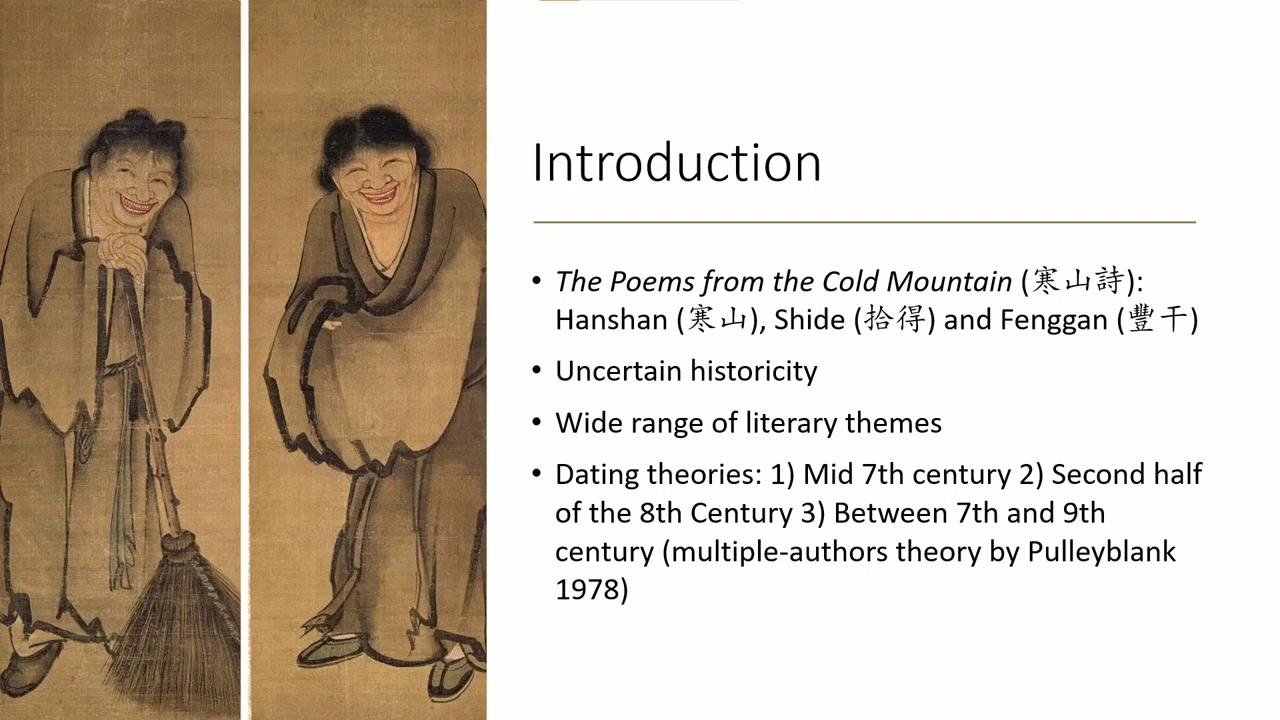 Introduction
• The Poems from the Cold Mountain (寒山詩):
Hanshan (寒山), Shide (拾得) and Fenggan (豐干)
• Uncertain historicity
• Wide range of literary themes
• Dating theories: 1) Mid 7th century 2) Second half
of the 8th Century 3) Between 7th and 9th
century (multiple-authors theory by Pulleyblank
1978)